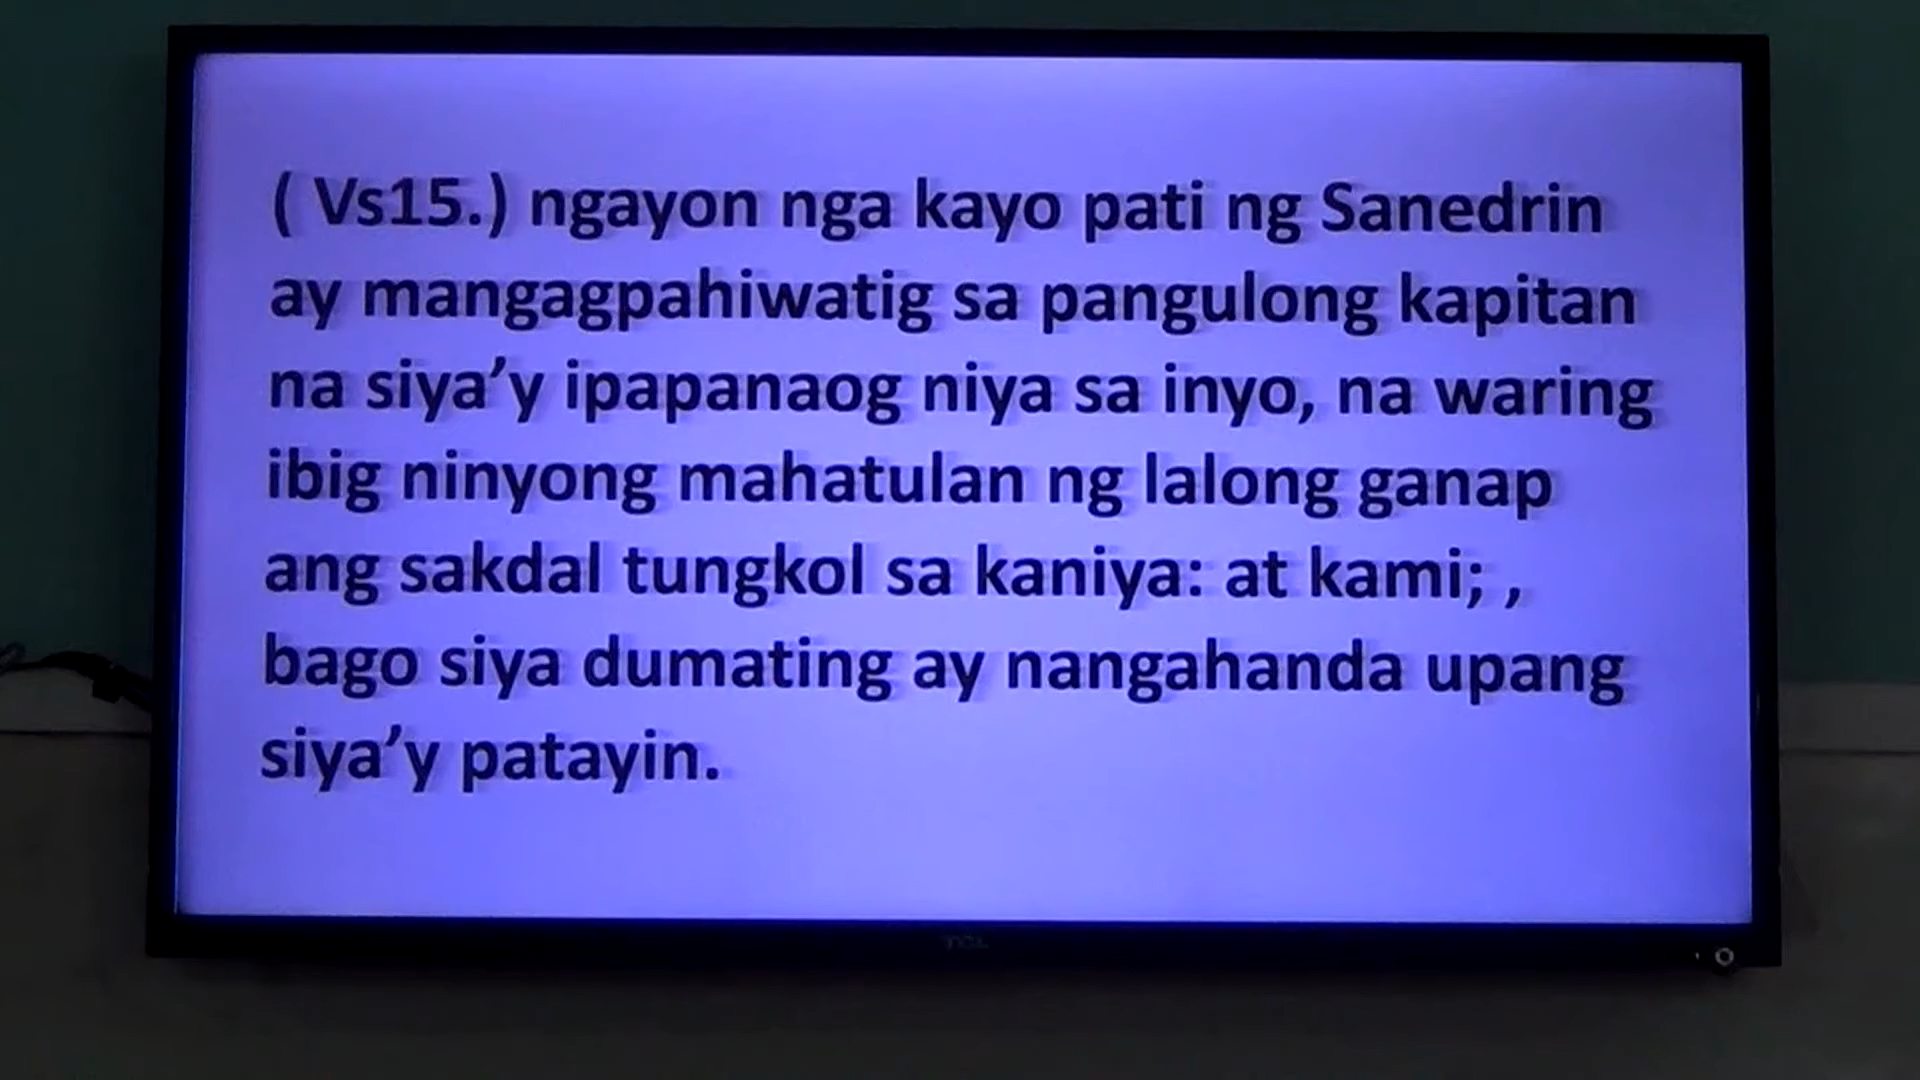 ( Vs15.) ngayon nga kayo pati ng Sanedrin
ay mangagpahiwatig sa pangulong kapitan
na siya’y ipapanaog niya sa inyo, na waring
ibig ninyong mahatulan ng lalong ganap
ang sakdal tungkol sa kaniya: at kami; ,
bago siya dumating ay nangahanda upang
siya’y patayin.
TCL